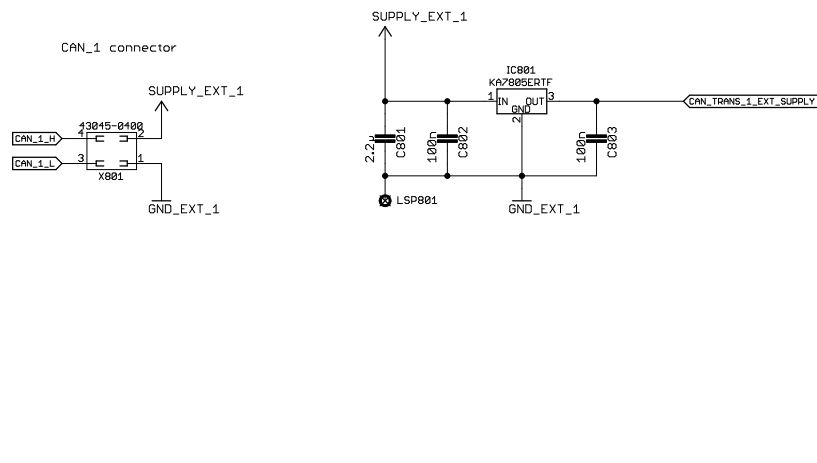 SUPPLY_EXT_1
CAN_1 connector
IC801
KA7805ERTF
SUPPLY_EXT_1
1 IN OUT 3
GND
2
CAN_TRANS_1_EXT_SUPPLY
43045-0400
CAN_1_H 4 2
CAN_1_L 3 1
X801
2.2µ C801
100n C802
100n C803
LSP801
GND_EXT_1
GND_EXT_1